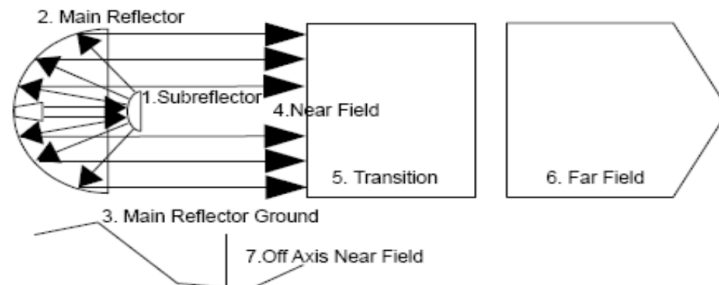 2. Main Reflector
1.Subreflector
4.Near Field
5. Transition
6. Far Field
3. Main Reflector Ground
7.Off Axis Near Field